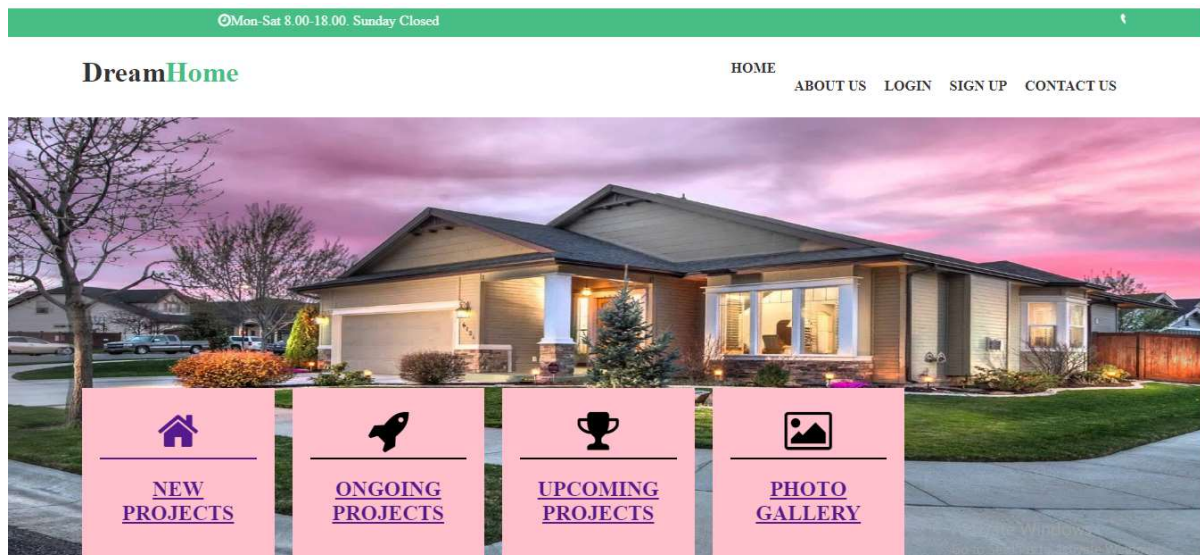 Mon-Sat 8.00-18.00. Sunday Closed
DreamHome
HOME
ABOUT US LOGIN SIGN UP CONTACT US
NEW
PROJECTS
ONGOING
PROJECTS
UPCOMING
PROJECTS
PHOTO
GALLERY